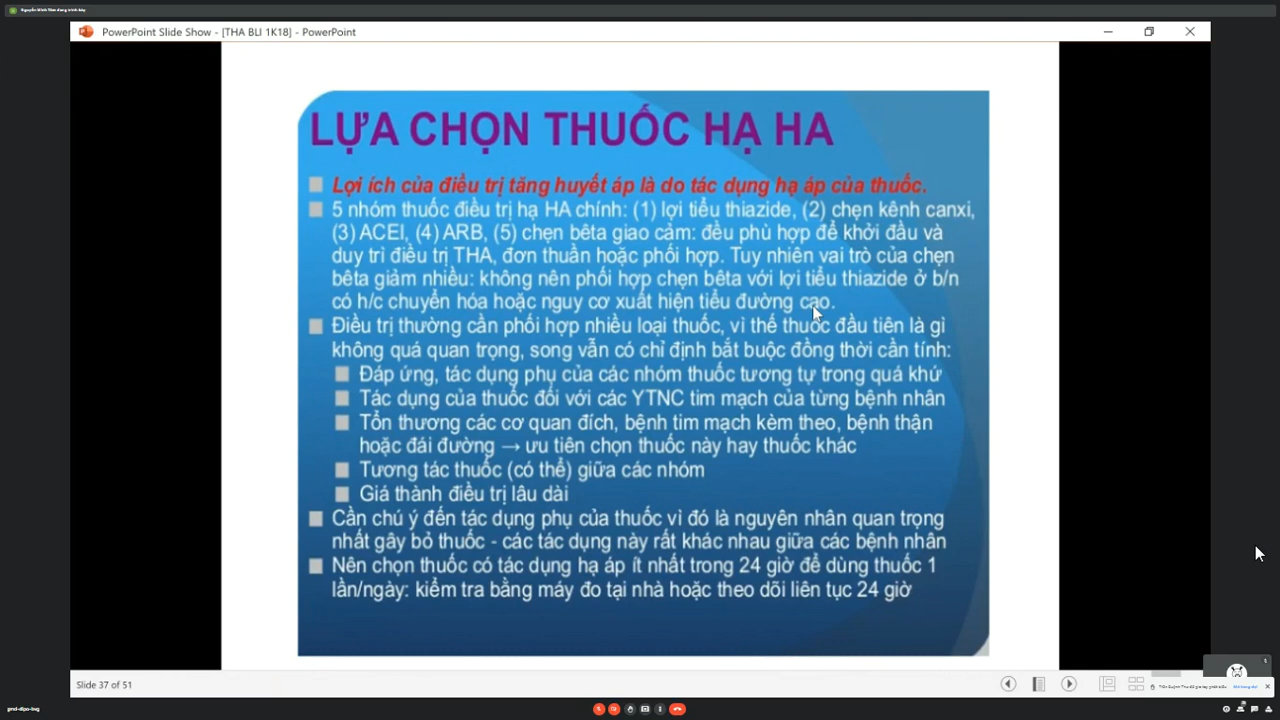 Nguyễn Minh Tâm đang trình bày
PowerPoint Slide Show - [THA BLI 1K18] - PowerPoint
LỰA CHỌN THUỐC HẠ HA
Lợi ích của điều trị tăng huyết áp là do tác dụng hạ áp của thuốc.
5 nhóm thuốc điều trị hạ HA chính: (1) lợi tiểu thiazide, (2) chẹn kênh canxi,
(3) ACEI, (4) ARB, (5) chẹn bêta giao cảm: đều phù hợp để khởi đầu và
duy trì điều trị THA, đơn thuần hoặc phối hợp. Tuy nhiên vai trò của chẹn
bêta giảm nhiều: không nên phối hợp chẹn bêta với lợi tiểu thiazide ở b/n
có h/c chuyển hóa hoặc nguy cơ xuất hiện tiểu đường cao.
Điều trị thường cần phối hợp nhiều loại thuốc, vì thế thuốc đầu tiên là gì
không quá quan trọng, song vẫn có chỉ định bắt buộc đồng thời cần tính:
Đáp ứng, tác dụng phụ của các nhóm thuốc tương tự trong quá khứ
Tác dụng của thuốc đối với các YTNC tim mạch của từng bệnh nhân
Tổn thương các cơ quan đích, bệnh tim mạch kèm theo, bệnh thận
hoặc đái đường → ưu tiên chọn thuốc này hay thuốc khác
Tương tác thuốc (có thể) giữa các nhóm
Giá thành điều trị lâu dài
Cần chú ý đến tác dụng phụ của thuốc vì đó là nguyên nhân quan trọng
nhất gây bỏ thuốc - các tác dụng này rất khác nhau giữa các bệnh nhân
Nên chọn thuốc có tác dụng hạ áp ít nhất trong 24 giờ để dùng thuốc 1
lần/ngày: kiểm tra bằng máy đo tại nhà hoặc theo dõi liên tục 24 giờ
Slide 37 of 51